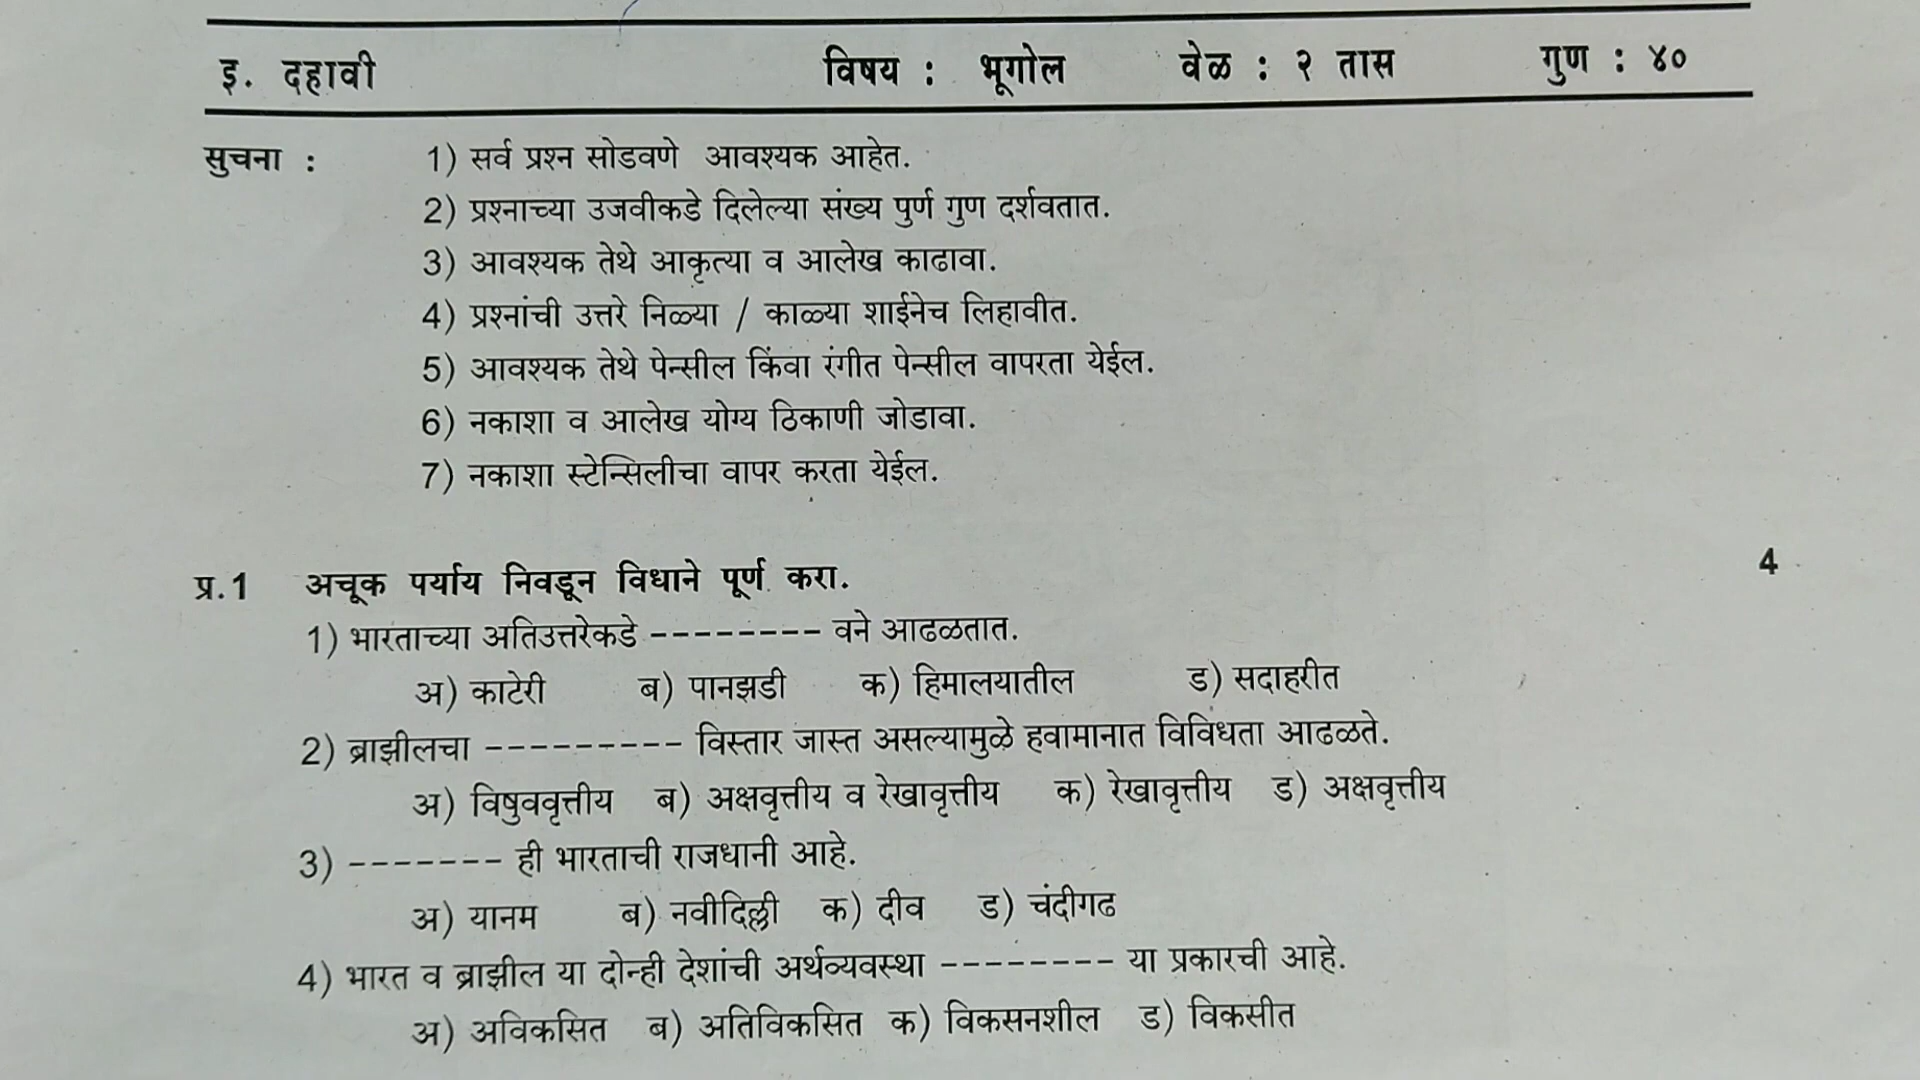 इ. दहावी विषय : भूगोल वेळ : २ तास गुण : ४०
सुचना : 1) सर्व प्रश्न सोडवणे आवश्यक आहेत.
2) प्रश्नाच्या उजवीकडे दिलेल्या संख्य पुर्ण गुण दर्शवतात.
3) आवश्यक तेथे आकृत्या व आलेख काढावा.
4) प्रश्नांची उत्तरे निळ्या / काळ्या शाईनेच लिहावीत.
5) आवश्यक तेथे पेन्सील किंवा रंगीत पेन्सील वापरता येईल.
6) नकाशा व आलेख योग्य ठिकाणी जोडावा.
7) नकाशा स्टेन्सिलीचा वापर करता येईल.
प्र.1 अचूक पर्याय निवडून विधाने पूर्ण करा. 4
1) भारताच्या अतिउत्तरेकडे -------- वने आढळतात.
अ) काटेरी ब) पानझडी क) हिमालयातील ड) सदाहरीत
2) ब्राझीलचा --------- विस्तार जास्त असल्यामुळे हवामानात विविधता आढळते.
अ) विषुववृत्तीय ब) अक्षवृत्तीय व रेखावृत्तीय क) रेखावृत्तीय ड) अक्षवृत्तीय
3) ------- ही भारताची राजधानी आहे.
अ) यानम ब) नवीदिल्ली क) दीव ड) चंदीगढ
4) भारत व ब्राझील या दोन्ही देशांची अर्थव्यवस्था -------- या प्रकारची आहे.
अ) अविकसित ब) अतिविकसित क) विकसनशील ड) विकसीत